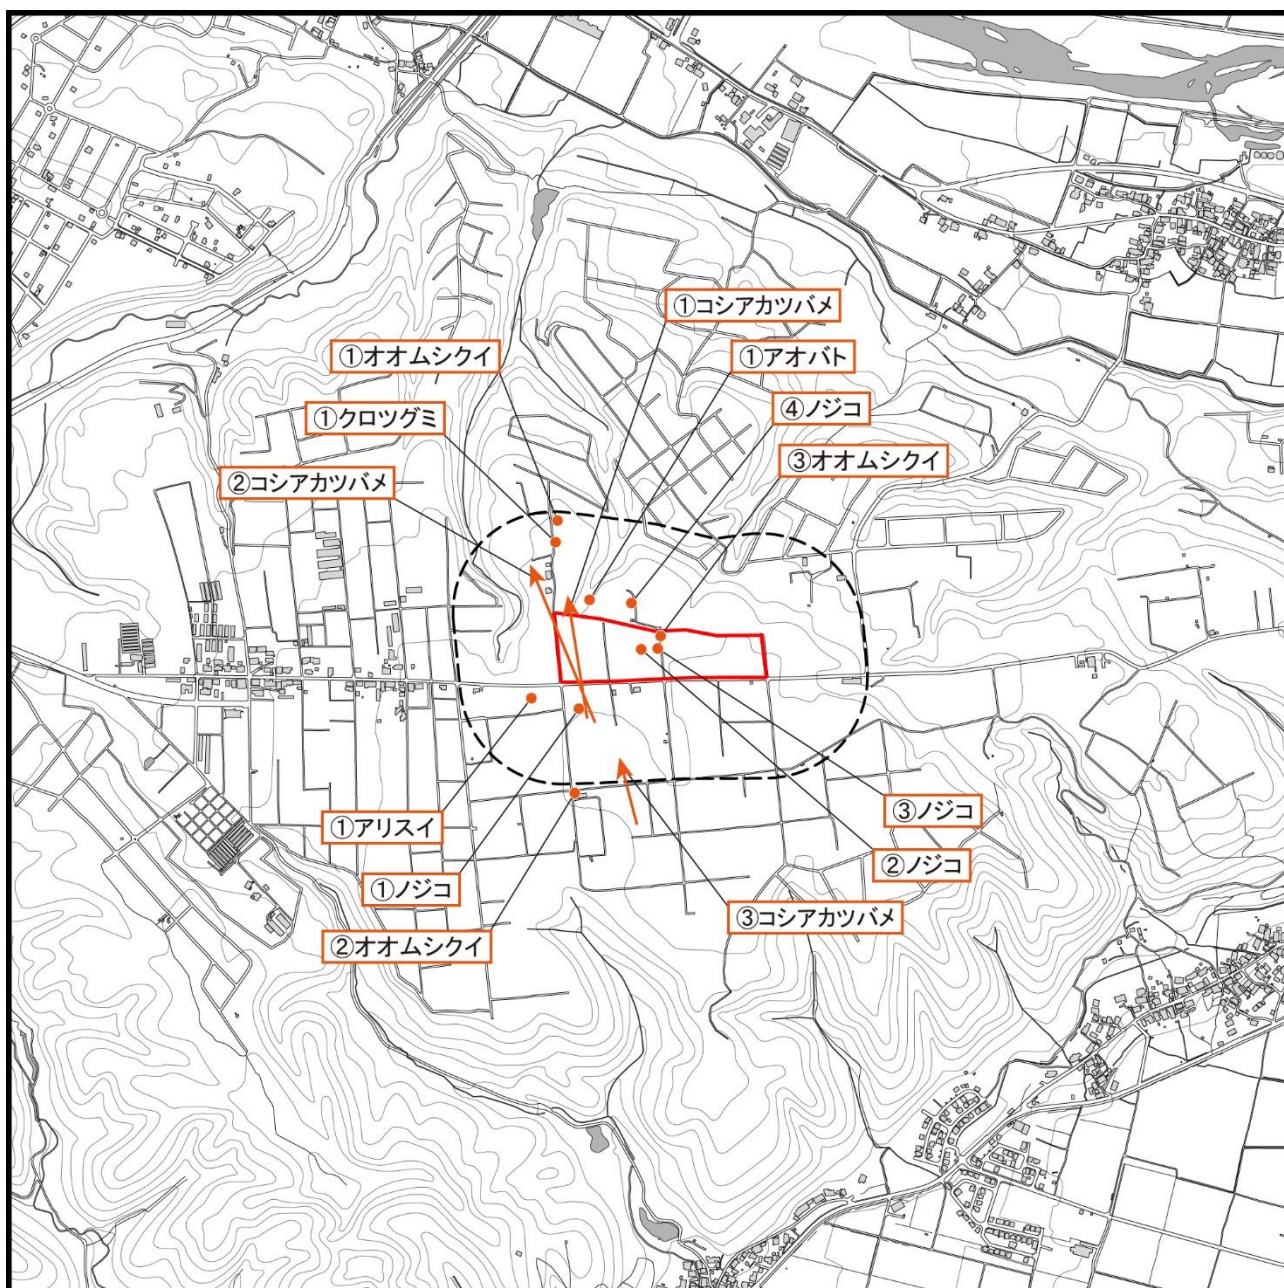 ①コシアカツバメ
①オオムシクイ
①アオバト
④ノジコ
①クロツグミ
③オオムシクイ
②コシアカツバメ
①アリスイ
③ノジコ
②ノジコ
①ノジコ
③コシアカツバメ
②オオムシクイ